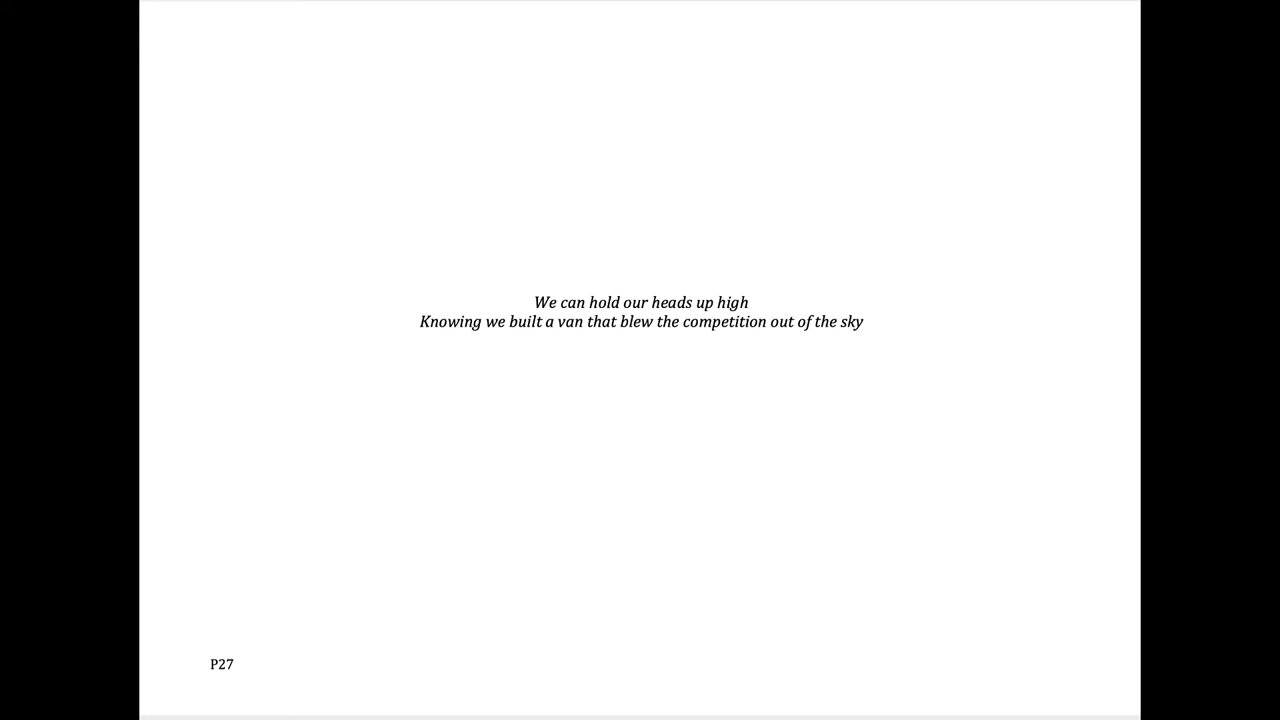 We can hold our heads up high
Knowing we built a van that blew the competition out of the sky
P27